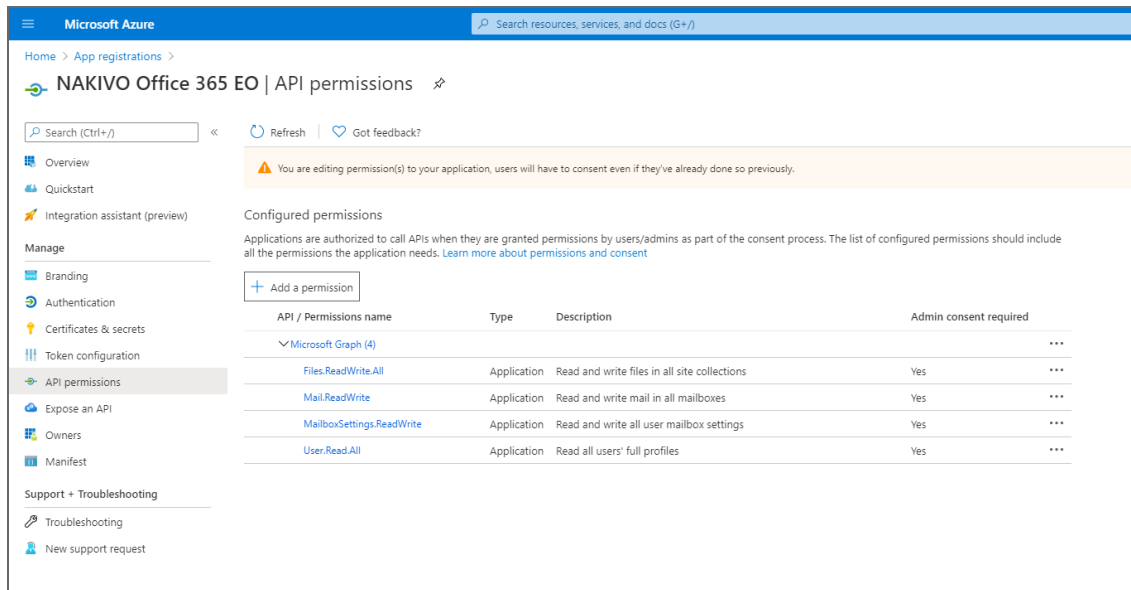 Microsoft Azure
Search resources, services, and docs (G+/)
Home > App registrations >
NAKIVO Office 365 EO | API permissions
Search (Ctrl+/)
«
Refresh
Got feedback?
Overview
Quickstart
Integration assistant (preview)
Manage
Branding
Authentication
Certificates & secrets
Token configuration
API permissions
Expose an API
Owners
Manifest
Support + Troubleshooting
Troubleshooting
New support request
You are editing permission(s) to your application, users will have to consent even if they've already done so previously.
Configured permissions
Applications are authorized to call APIs when they are granted permissions by users/admins as part of the consent process. The list of configured permissions should include
all the permissions the application needs. Learn more about permissions and consent
+ Add a permission
API / Permissions name Type Description Admin consent required
Microsoft Graph (4) ...
Files.ReadWrite.All Application Read and write files in all site collections Yes ...
Mail.ReadWrite Application Read and write mail in all mailboxes Yes ...
MailboxSettings.ReadWrite Application Read and write all user mailbox settings Yes ...
User.Read.All Application Read all users' full profiles Yes ...